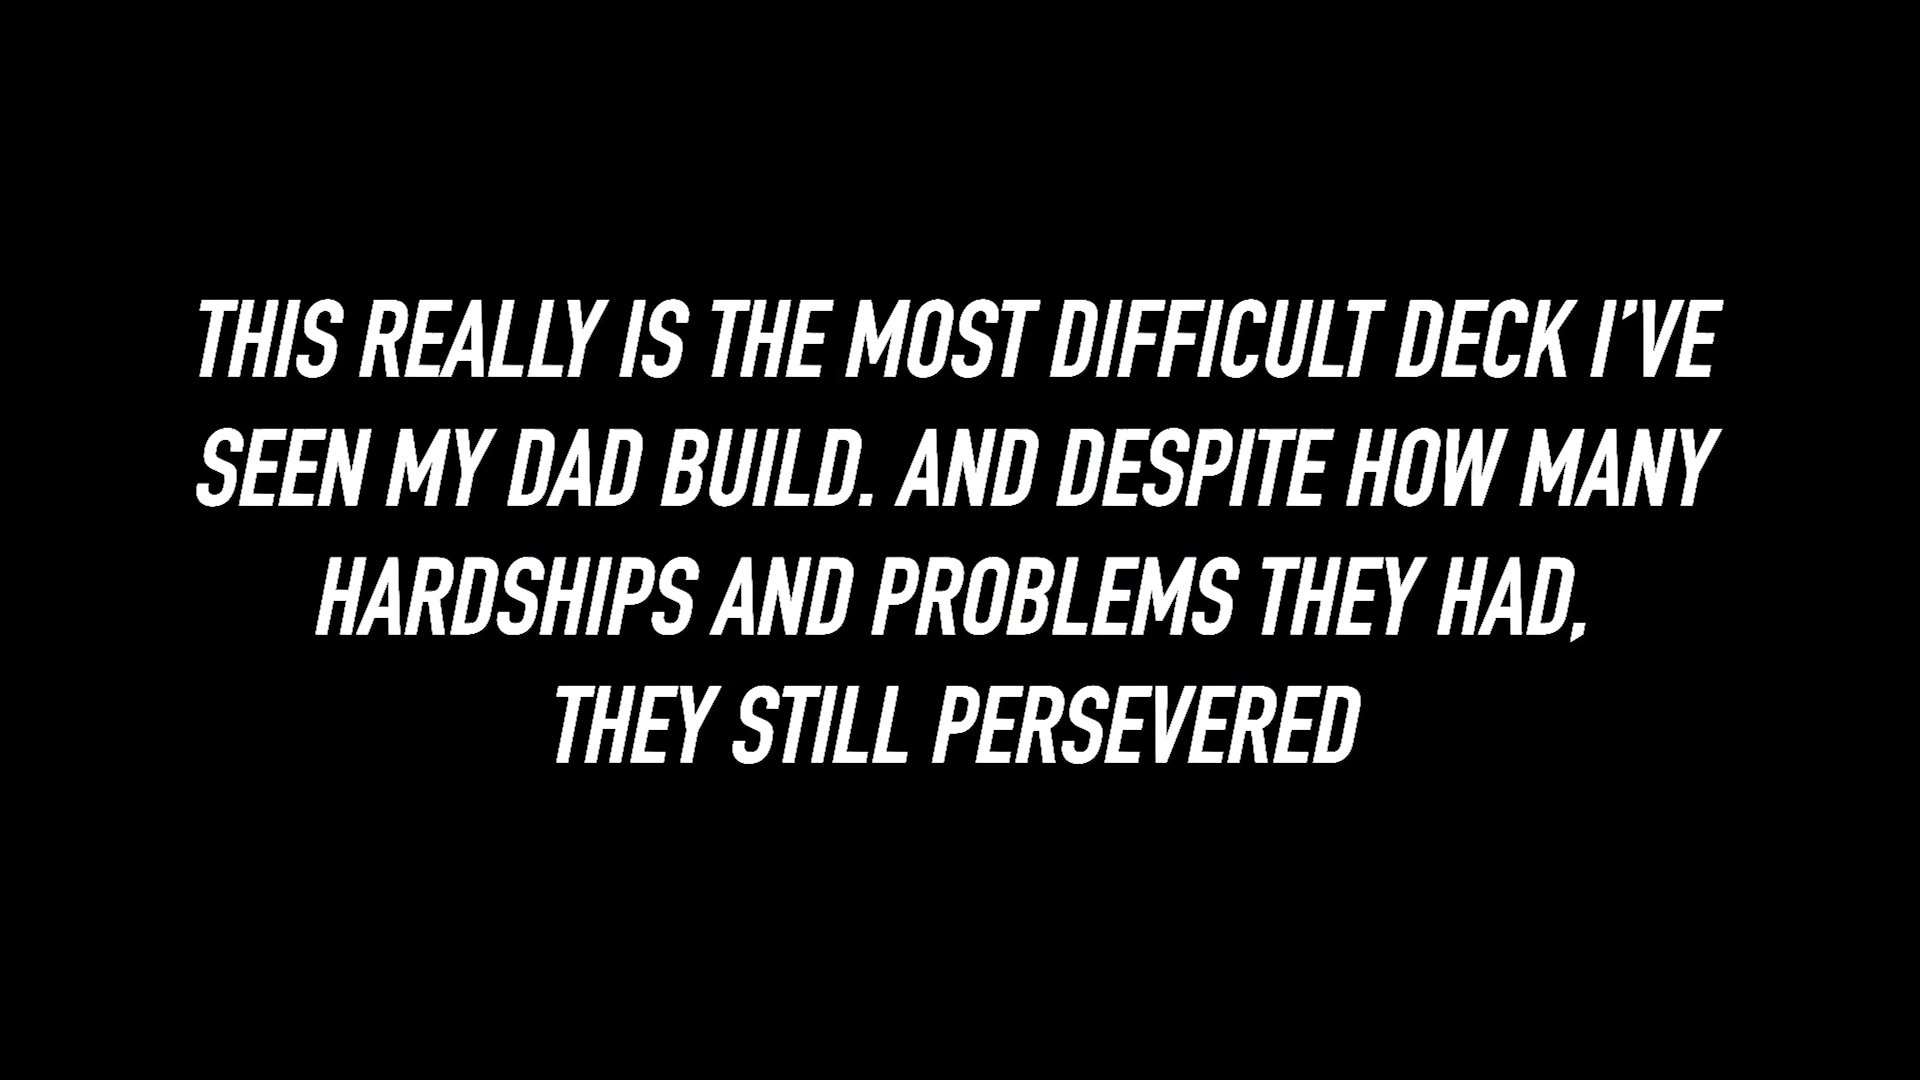 THIS REALLY IS THE MOST DIFFICULT DECK I'VE
SEEN MY DAD BUILD. AND DESPITE HOW MANY
HARDSHIPS AND PROBLEMS THEY HAD,
THEY STILL PERSEVERED